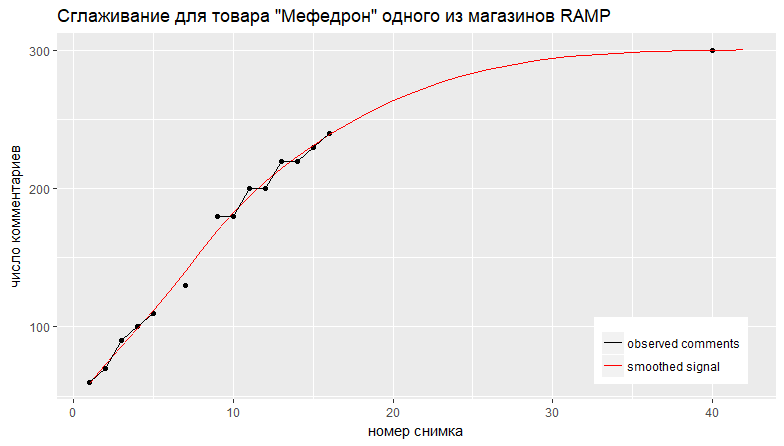 Сглаживание для товара "Мефедрон" одного из магазинов RAMP
300
200
100
число комментариев
observed comments
smoothed signal
0
10
20
30
40
номер снимка